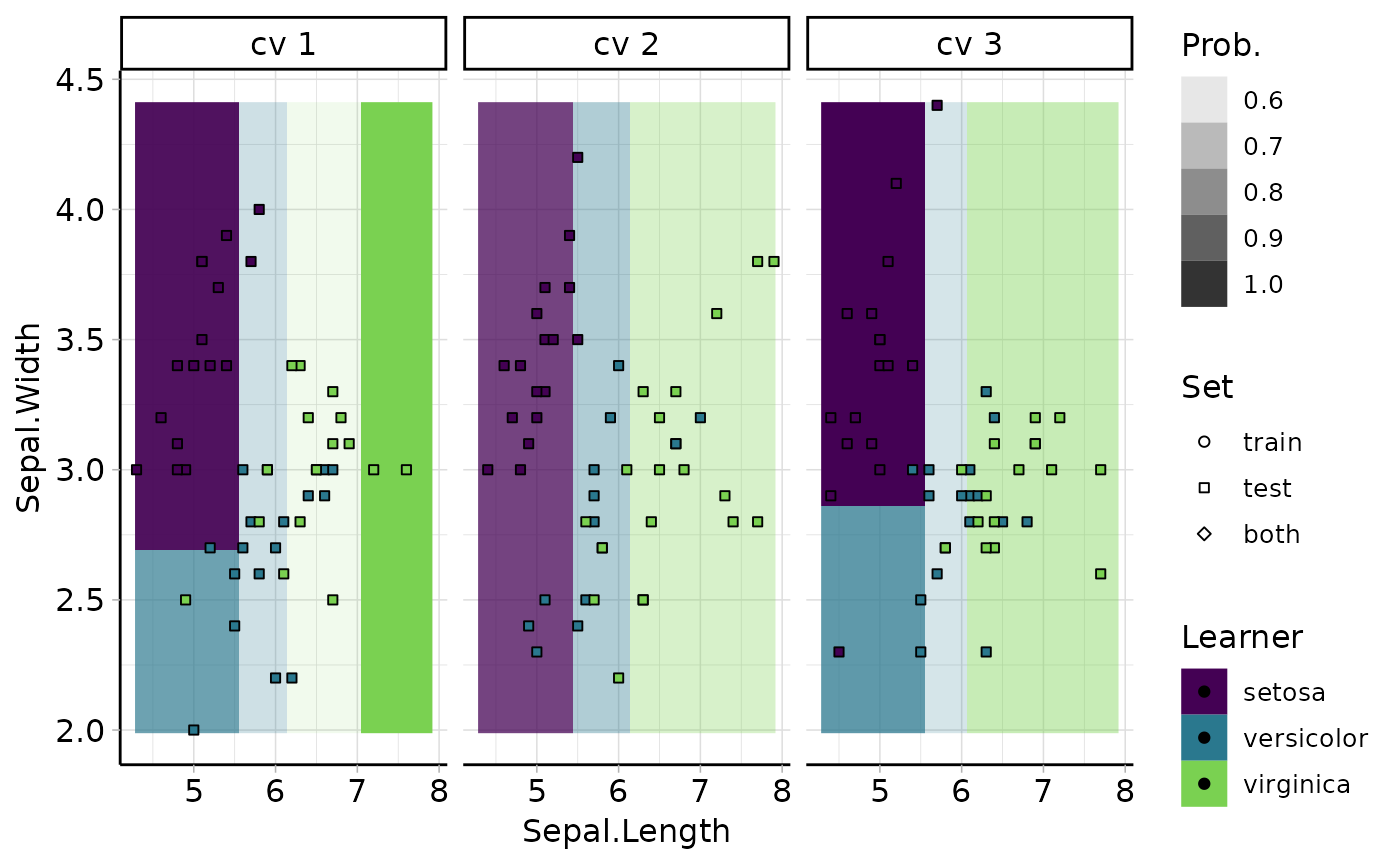 cv 1
cv 2
cv 3
4.5
4.0
3.5
3.0
2.5
2.0
Sepal.Width
5 6 7 8
5 6 7 8
5 6 7 8
Sepal.Length
Prob.
0.6
0.7
0.8
0.9
1.0
Set
train
test
both
Learner
setosa
versicolor
virginica